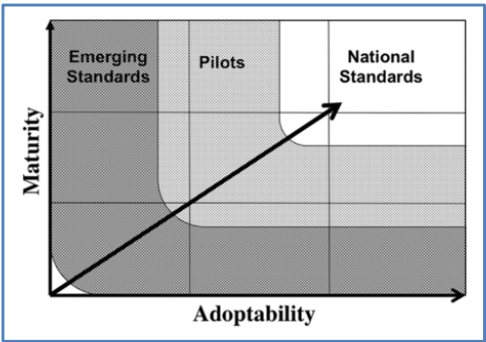 Emerging
Standards
Pilots
National
Standards
Maturity
Adoptability